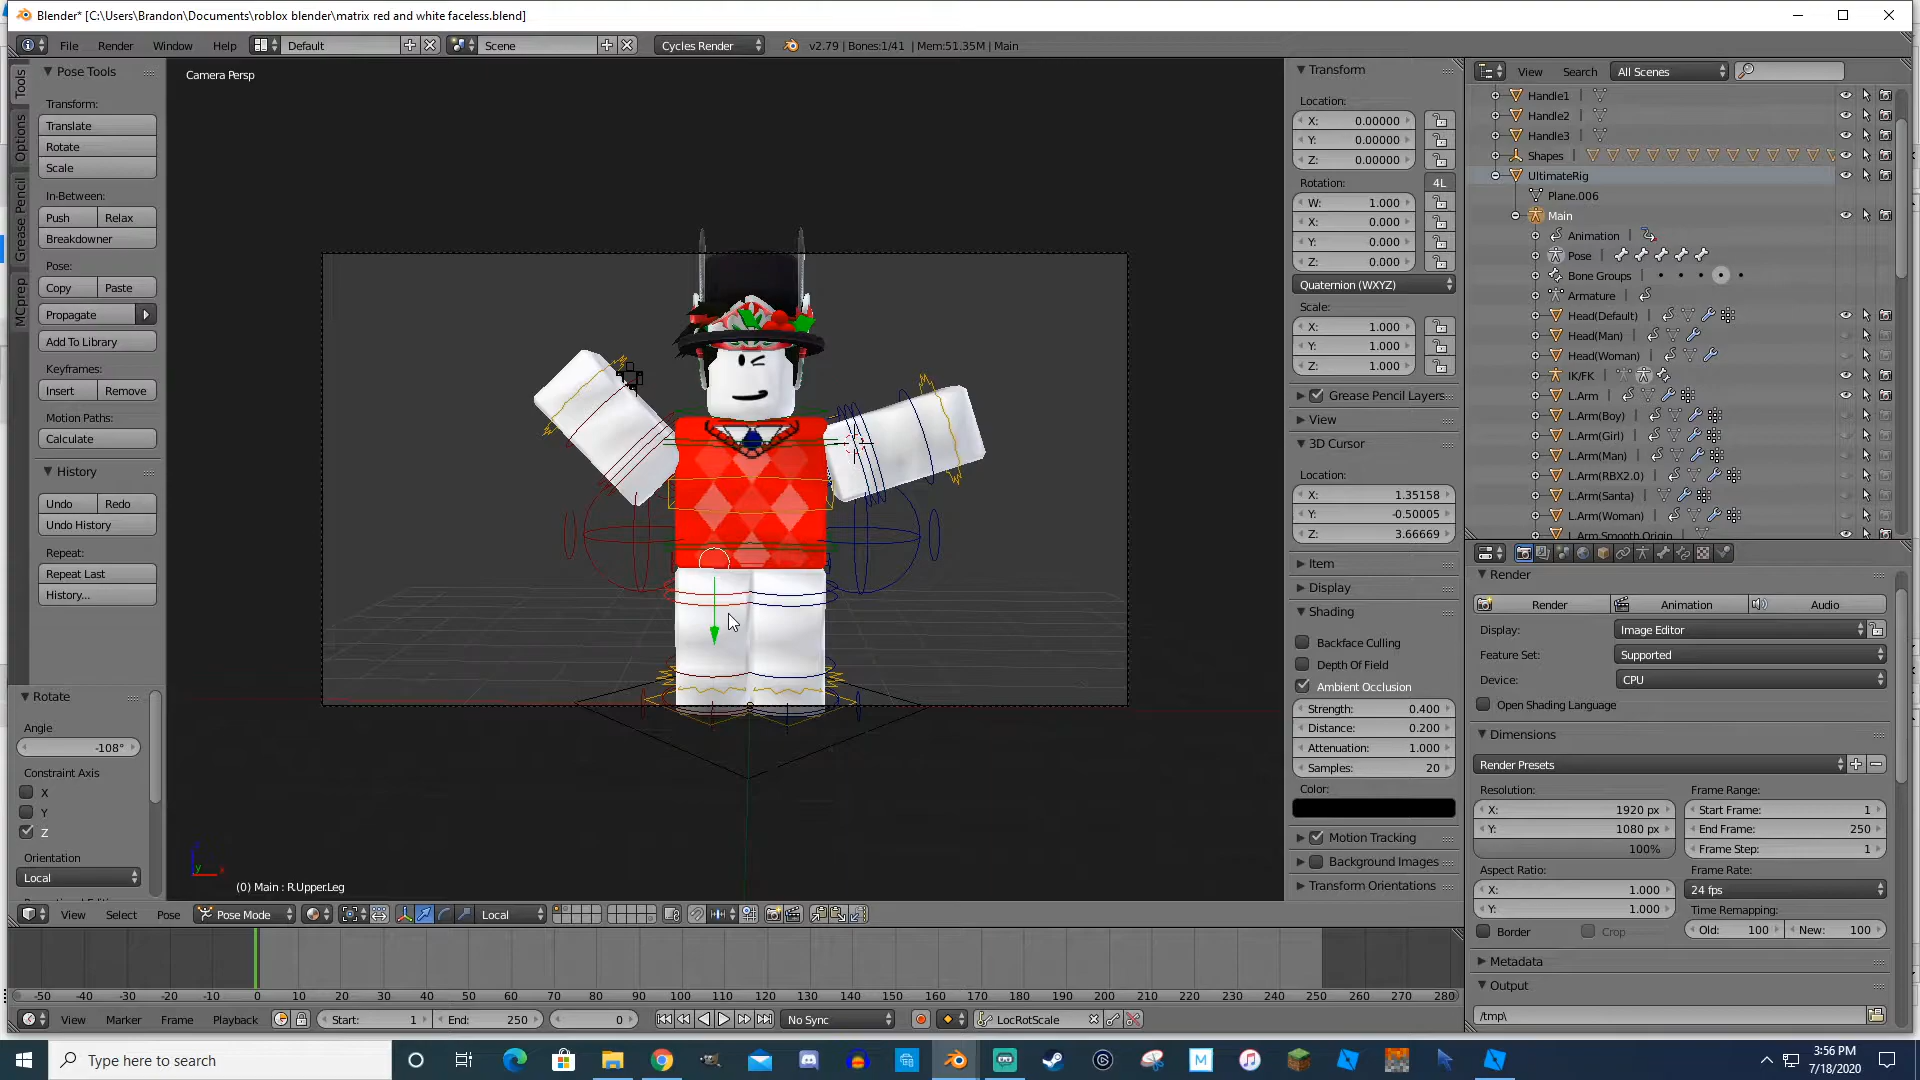 Blender* [C:\Users\Brandon\Documents\roblox blender\matrix red and white faceless.blend]
File Render Window Help Default Scene Cycles Render v2.79 | Bones:1/41 | Mem:51.35M | Main
Tools
Options
Grease Pencil
MCprep
Pose Tools
Transform:
Translate
Rotate
Scale
In-Between:
Push Relax
Breakdowner
Pose:
Copy Paste
Propagate
Add To Library
Keyframes:
Insert Remove
Motion Paths:
Calculate
History
Undo Redo
Undo History
Repeat:
Repeat Last
History...
Rotate
Angle
-108°
Constraint Axis
X
Y
Z
Orientation
Local
Camera Persp
(0) Main : R.Upper.Leg
Transform
Location:
X: 0.00000
Y: 0.00000
Z: 0.00000
Rotation: 4L
W: 1.000
X: 0.000
Y: 0.000
Z: 0.000
Quaternion (WXYZ)
Scale:
X: 1.000
Y: 1.000
Z: 1.000
Grease Pencil Layers
View
3D Cursor
Location:
X: 1.35158
Y: -0.50005
Z: 3.66669
Item
Display
Shading
Backface Culling
Depth Of Field
Ambient Occlusion
Strength: 0.400
Distance: 0.200
Attenuation: 1.000
Samples: 20
Color:
Motion Tracking
Background Images
Transform Orientations
View Search All Scenes
Handle1
Handle2
Handle3
Shapes
UltimateRig
Plane.006
Main
Animation
Pose
Bone Groups
Armature
Head(Default)
Head(Man)
Head(Woman)
IK/FK
L.Arm
L.Arm(Boy)
L.Arm(Girl)
L.Arm(Man)
L.Arm(RBX2.0)
L.Arm(Santa)
L.Arm(Woman)
L.Arm Smooth Origin
Render
Render Animation Audio
Display: Image Editor
Feature Set: Supported
Device: CPU
Open Shading Language
Dimensions
Render Presets
Resolution: Frame Range:
X: 1920 px Start Frame: 1
Y: 1080 px End Frame: 250
100% Frame Step: 1
Aspect Ratio: Frame Rate:
X: 1.000 24 fps
Y: 1.000 Time Remapping:
Border Crop Old: 100 New: 100
Metadata
Output
/tmp\
View Select Pose Pose Mode Local
-50 -40 -30 -20 -10 0 10 20 30 40 50 60 70 80 90 100 110 120 130 140 150 160 170 180 190 200 210 220 230 240 250 260 270 280
View Marker Frame Playback Start: 1 End: 250 0 No Sync LocRotScale
Type here to search
M
3:56 PM
7/18/2020